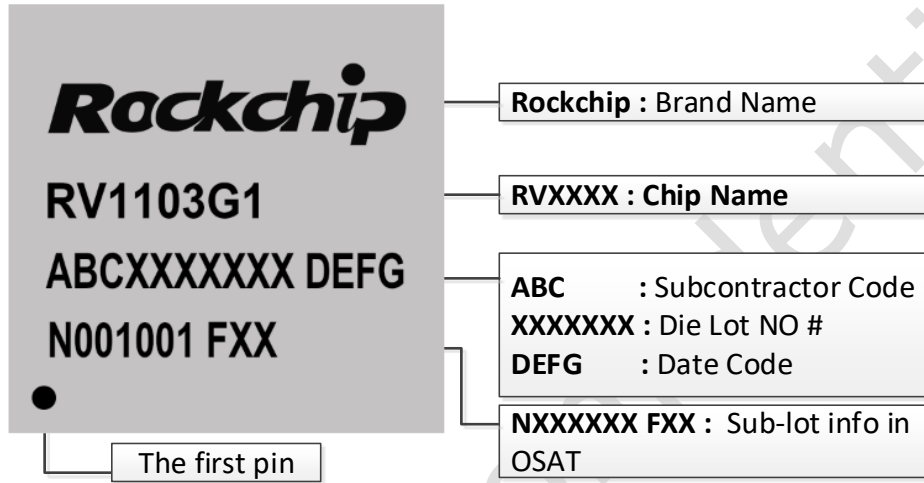 Rockchip
RV1103G1
ABCXXXXXXX DEFG
N001001 FXX
The first pin
Rockchip : Brand Name
RVXXXX : Chip Name
ABC : Subcontractor Code
XXXXXXX : Die Lot NO #
DEFG : Date Code
NXXXXXX FXX : Sub-lot info in
OSAT